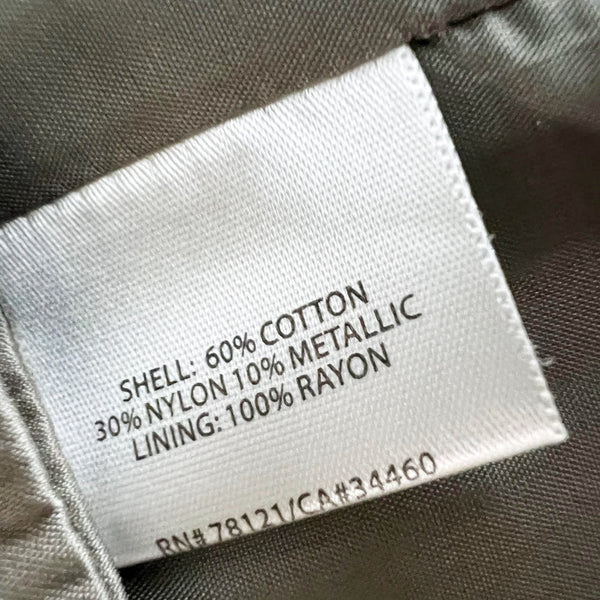 SHELL: 60% COTTON
30% NYLON 10% METALLIC
LINING: 100% RAYON
RN# 78121/CA#34460